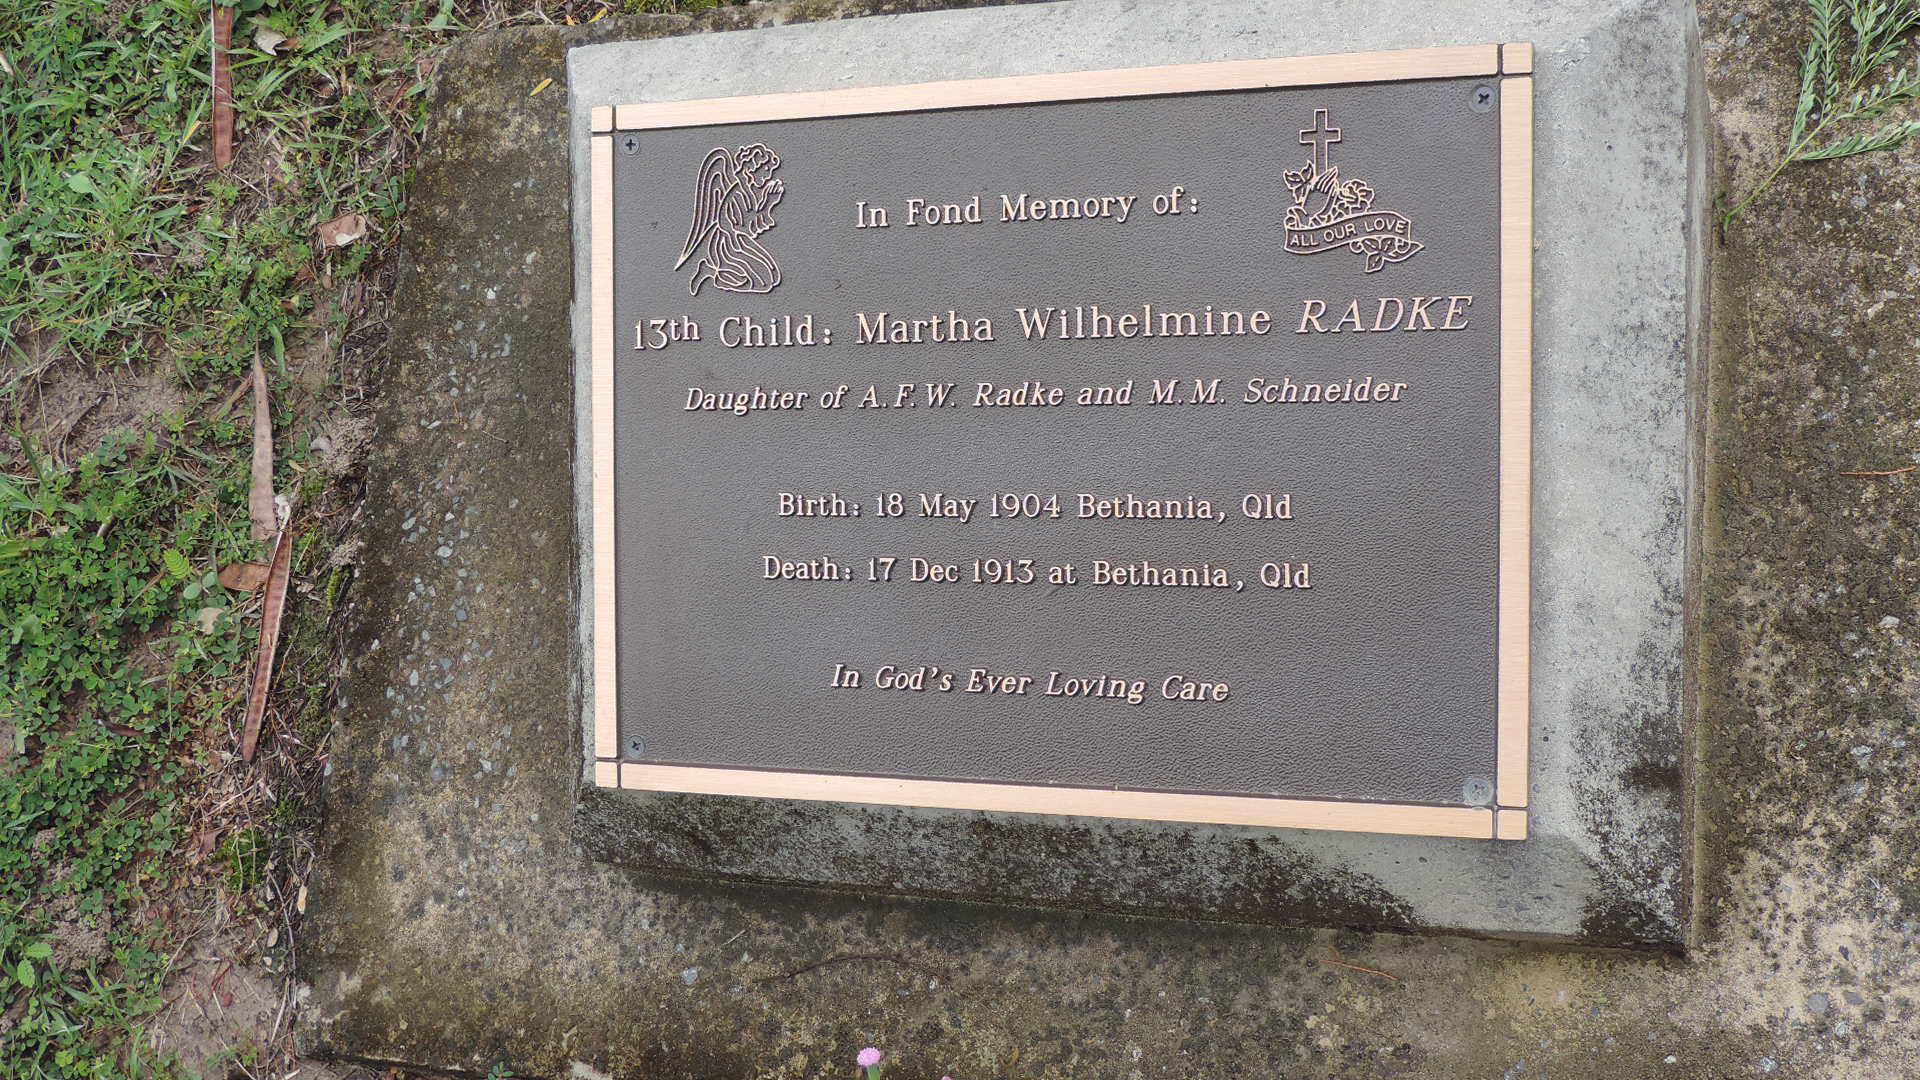 In Fond Memory of:
ALL OUR LOVE
13th Child: Martha Wilhelmine RADKE
Daughter of A.F.W. Radke and M.M. Schneider
Birth: 18 May 1904 Bethania, Qld
Death: 17 Dec 1913 at Bethania, Qld
In God's Ever Loving Care